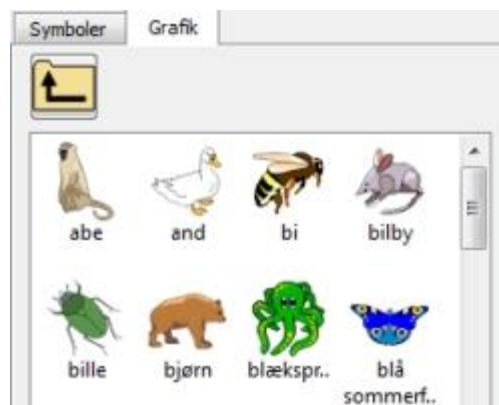 Symboler Grafik
abe and bi bilby
bille bjørn blækspr.. blå
sommerf..